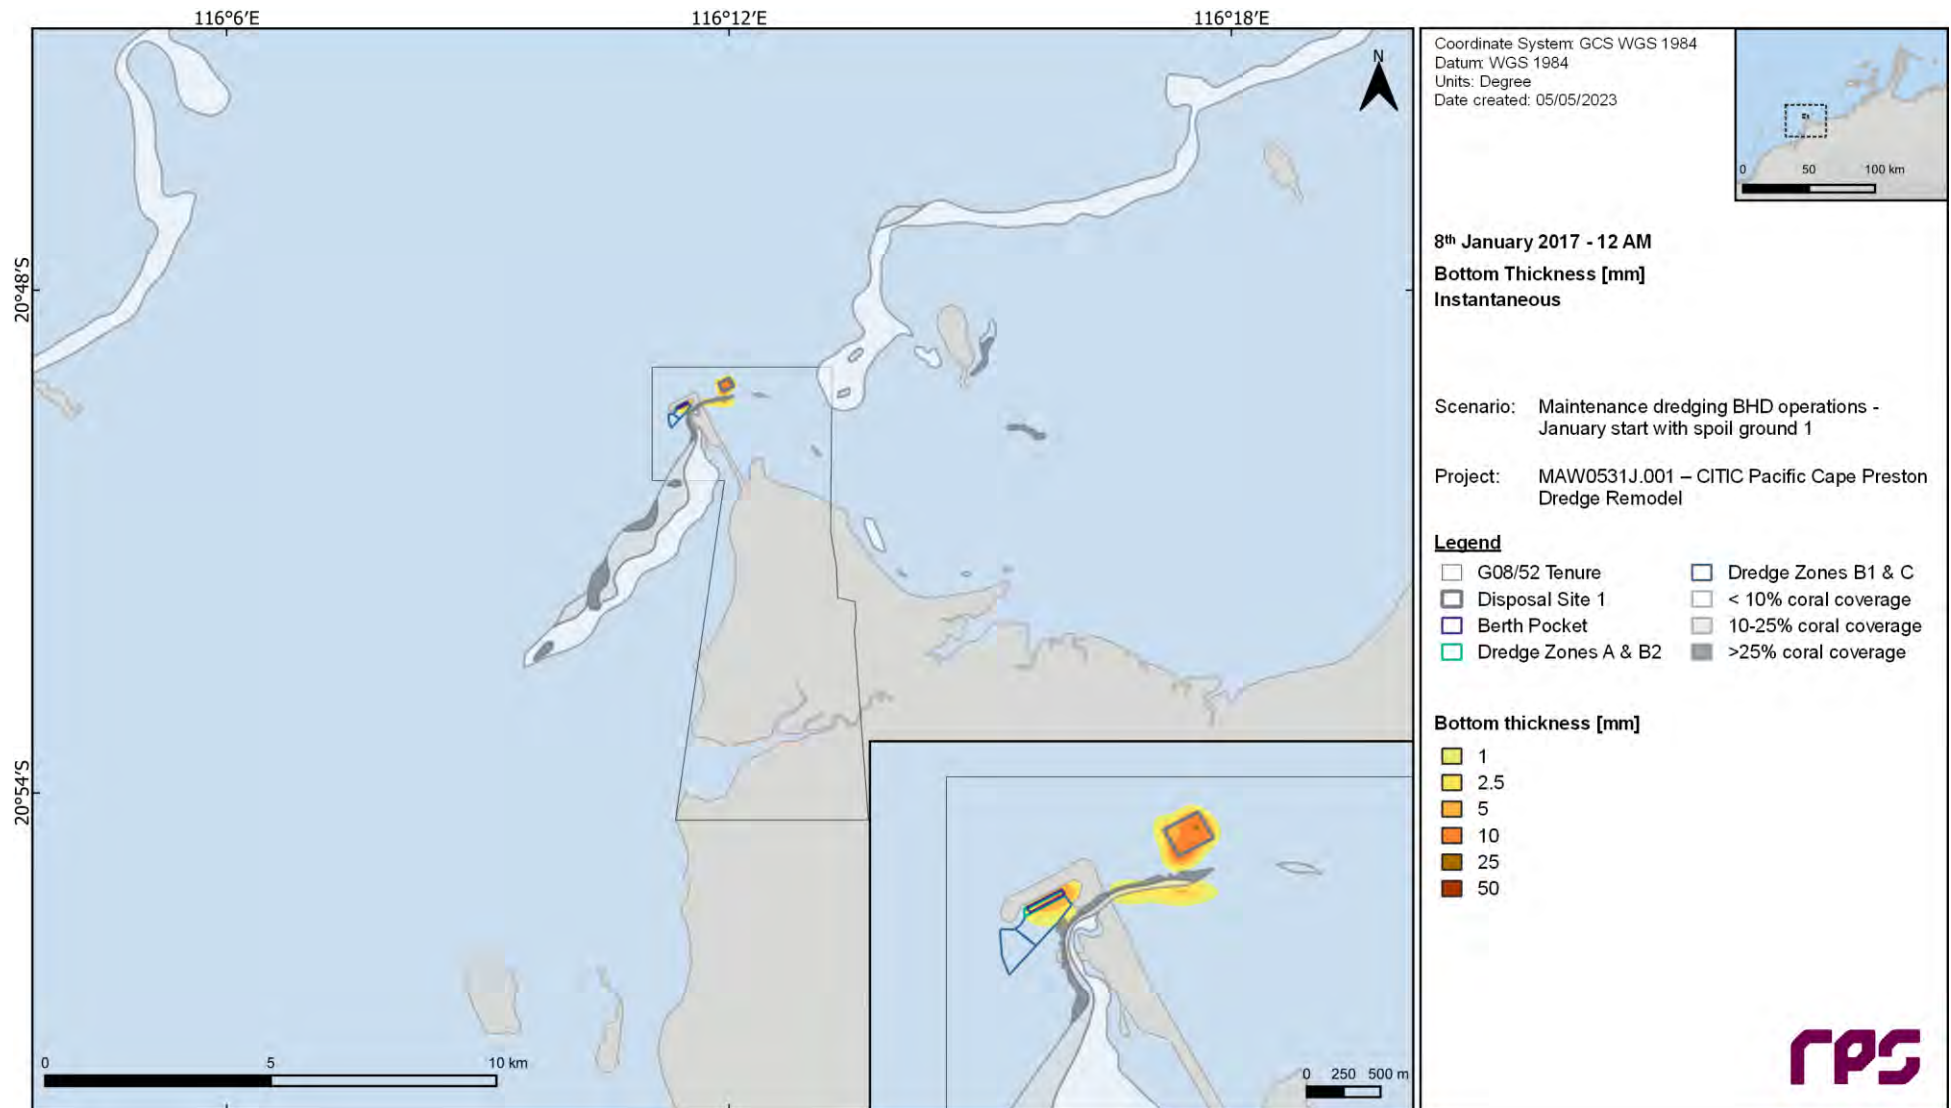 116°6′E
116°12′E
116°18′E
20°48′S
20°54′S
N
0
5
10 km
0
250
500 m
Coordinate System: GCS WGS 1984
Datum: WGS 1984
Units: Degree
Date created: 05/05/2023
0
50
100 km
8th January 2017 - 12 AM
Bottom Thickness [mm]
Instantaneous
Scenario: Maintenance dredging BHD operations -
January start with spoil ground 1
Project: MAW0531J.001 – CITIC Pacific Cape Preston
Dredge Remodel
Legend
G08/52 Tenure
Disposal Site 1
Berth Pocket
Dredge Zones A & B2
Dredge Zones B1 & C
< 10% coral coverage
10-25% coral coverage
>25% coral coverage
Bottom thickness [mm]
1
2.5
5
10
25
50
rps